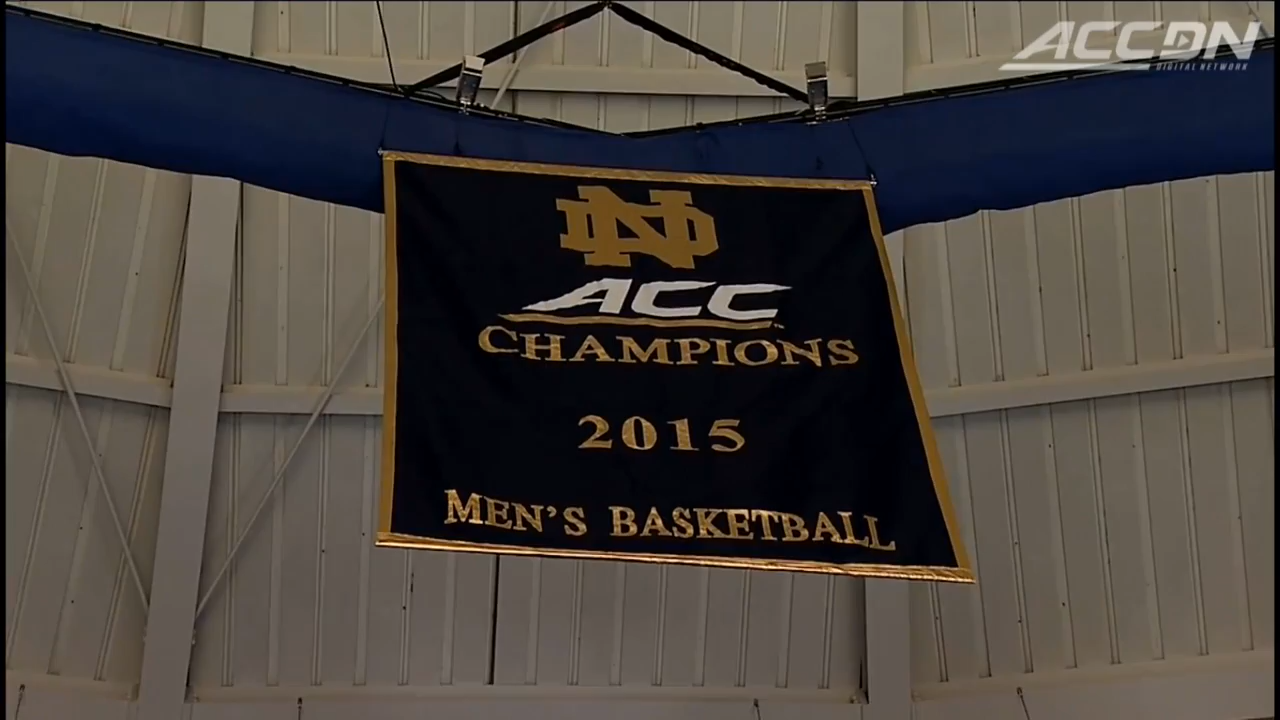 ACCDN
DIGITAL NETWORK
ND
ACC
CHAMPIONS
2015
MEN'S BASKETBALL